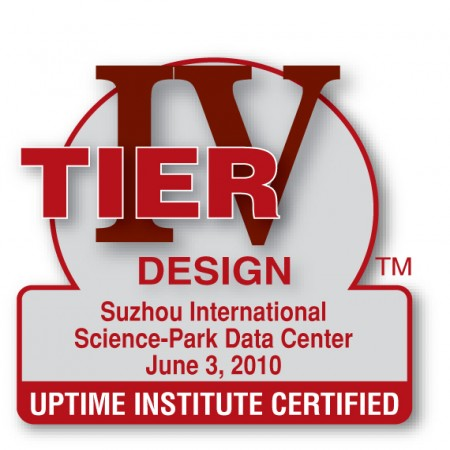 IV
TIER
DESIGN
TM
Suzhou International
Science-Park Data Center
June 3, 2010
UPTIME INSTITUTE CERTIFIED